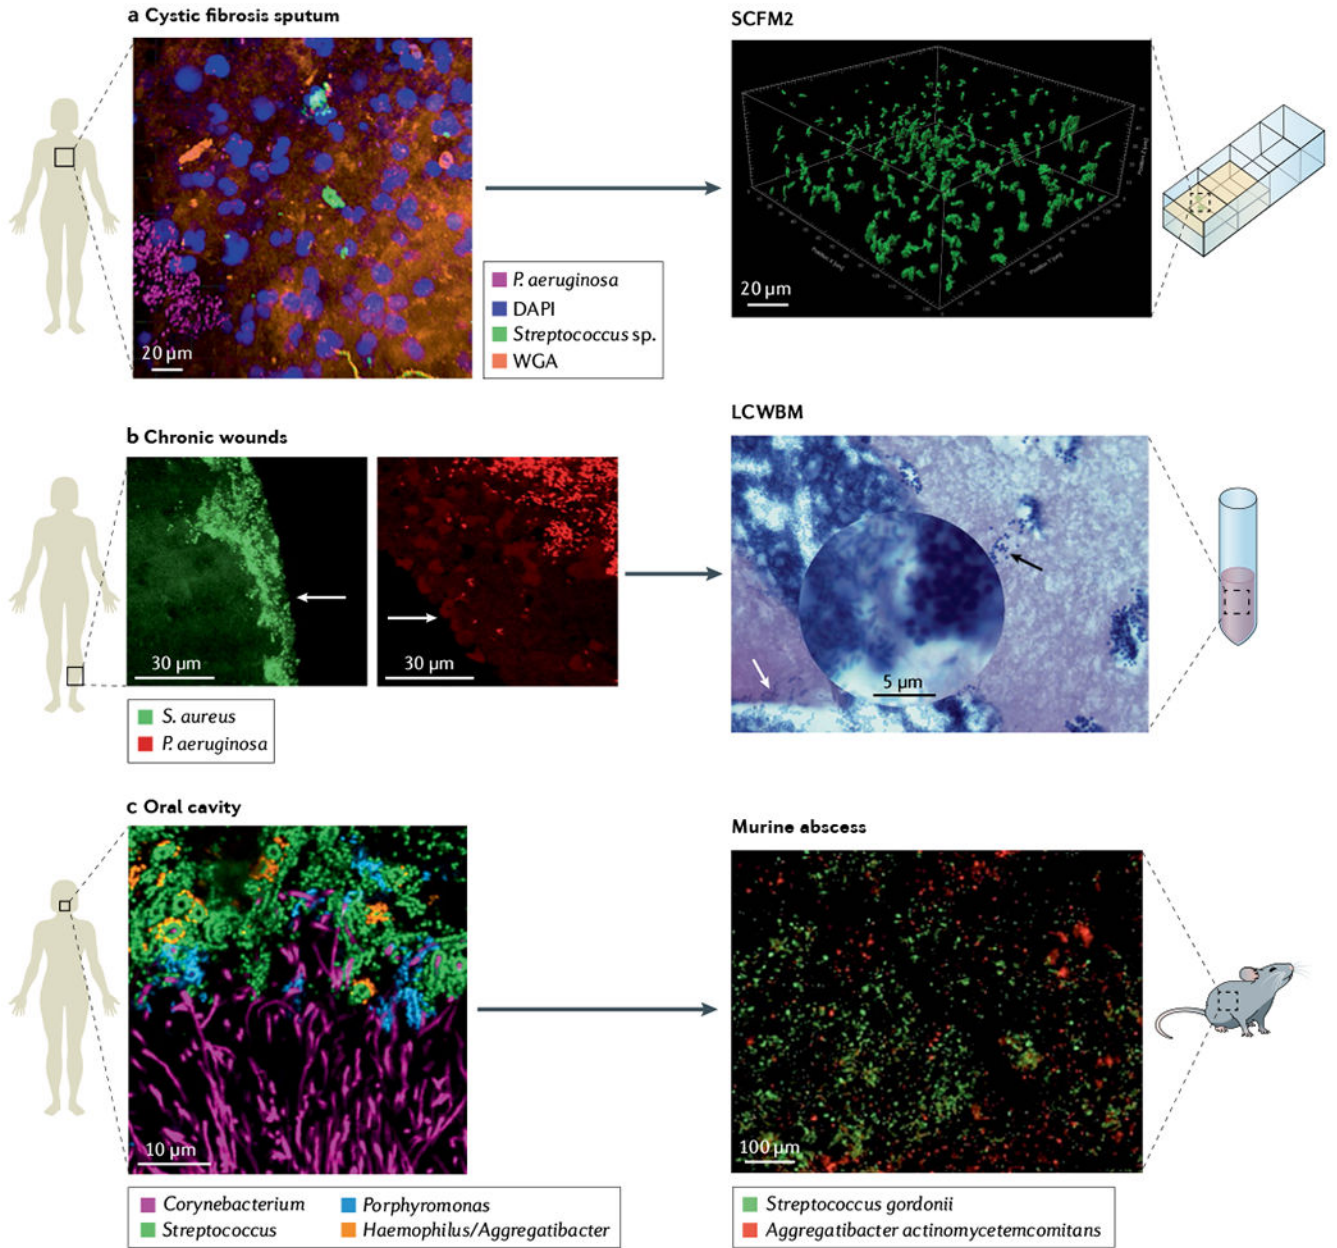 a Cystic fibrosis sputum
SCFM2
20 µm
P. aeruginosa
DAPI
Streptococcus sp.
WGA
20 µm
b Chronic wounds
LCWBM
30 µm
30 µm
5 µm
S. aureus
P. aeruginosa
c Oral cavity
Murine abscess
10 µm
100 µm
Corynebacterium
Porphyromonas
Streptococcus
Haemophilus/Aggregatibacter
Streptococcus gordonii
Aggregatibacter actinomycetemcomitans